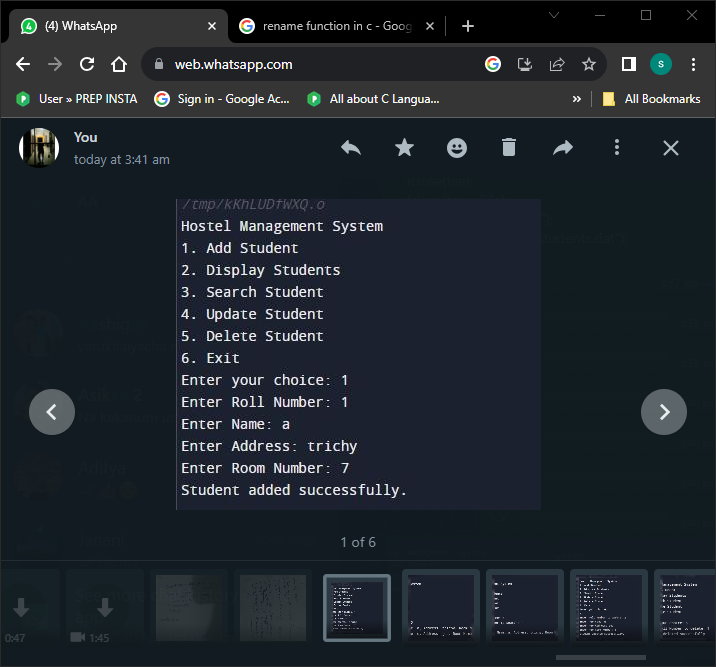 4
(4) WhatsApp
rename function in c - Goog
web.whatsapp.com
S
User » PREP INSTA
Sign in - Google Ac...
All about C Langua...
»
All Bookmarks
You
today at 3:41 am
/tmp/kKhLUDfWXQ.o
Hostel Management System
1. Add Student
2. Display Students
3. Search Student
4. Update Student
5. Delete Student
6. Exit
Enter your choice: 1
Enter Roll Number: 1
Enter Name: a
Enter Address: trichy
Enter Room Number: 7
Student added successfully.
1 of 6
0:47
1:45